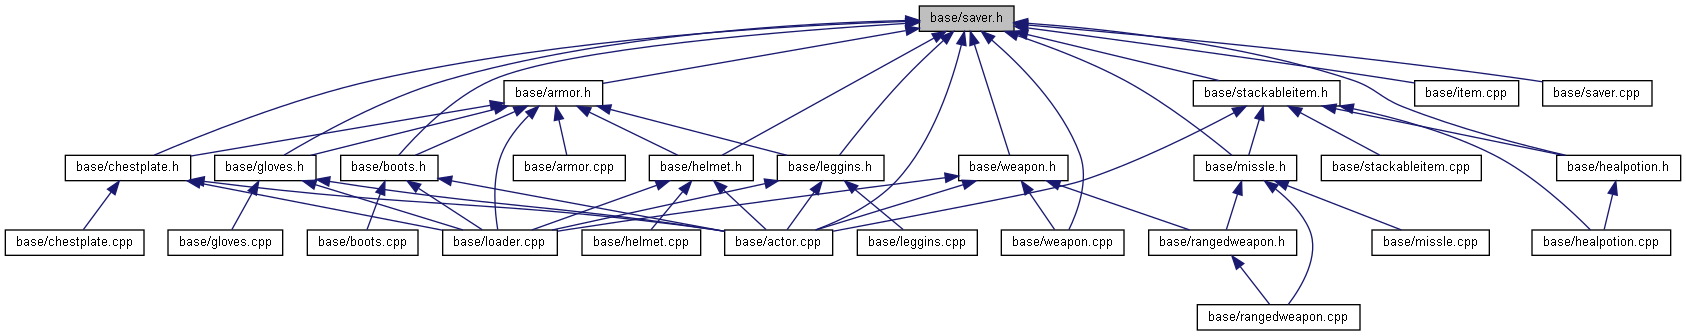 base/saver.h
base/armor.h
base/stackableitem.h
base/item.cpp
base/saver.cpp
base/chestplate.h
base/gloves.h
base/boots.h
base/armor.cpp
base/helmet.h
base/leggins.h
base/weapon.h
base/missle.h
base/stackableitem.cpp
base/healpotion.h
base/chestplate.cpp
base/gloves.cpp
base/boots.cpp
base/loader.cpp
base/helmet.cpp
base/actor.cpp
base/leggins.cpp
base/weapon.cpp
base/rangedweapon.h
base/missle.cpp
base/healpotion.cpp
base/rangedweapon.cpp